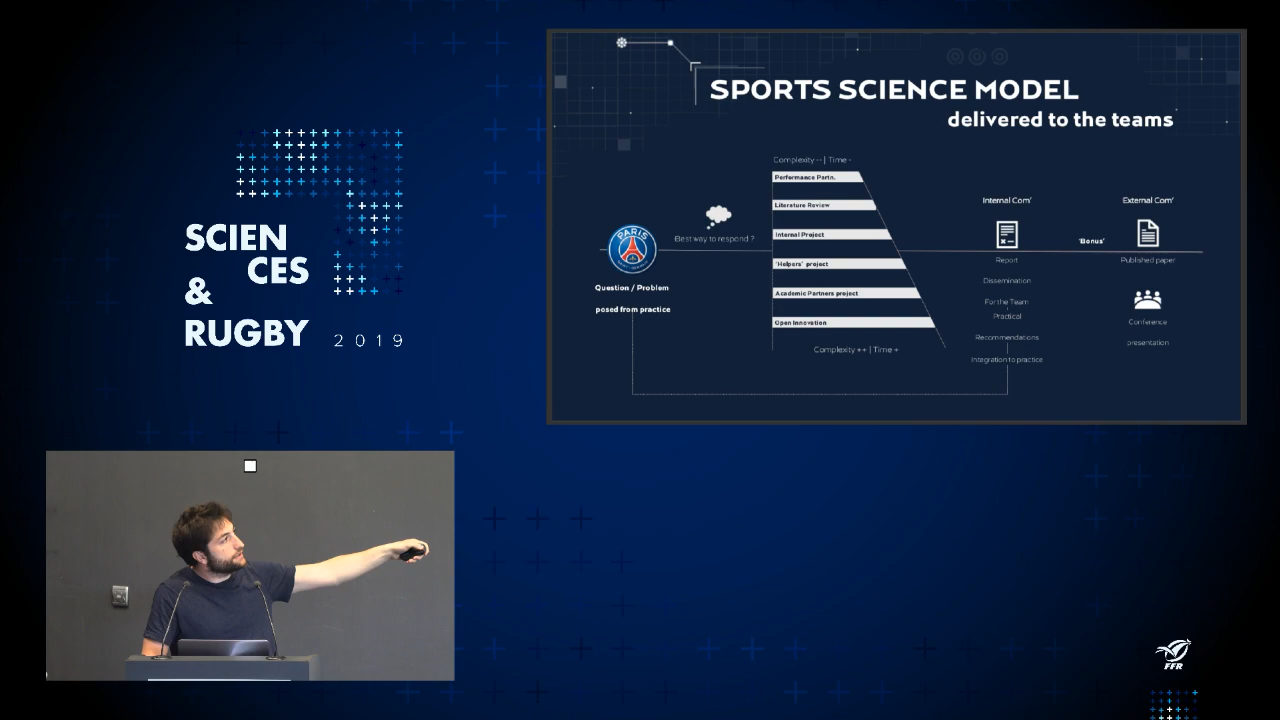 SCIEN
CES
&
RUGBY 2019
SPORTS SCIENCE MODEL
delivered to the teams
Complexity -- | Time -
Performance Partn.
Literature Review
Internal Project
'Helpers' project
Academic Partners project
Open Innovation
Complexity ++ | Time +
Best way to respond ?
PARIS
Question / Problem
posed from practice
Internal Com'
Report
Dissemination
For the Team
Practical
Recommendations
Integration to practice
'Bonus'
External Com'
Published paper
Conference
presentation
FFR